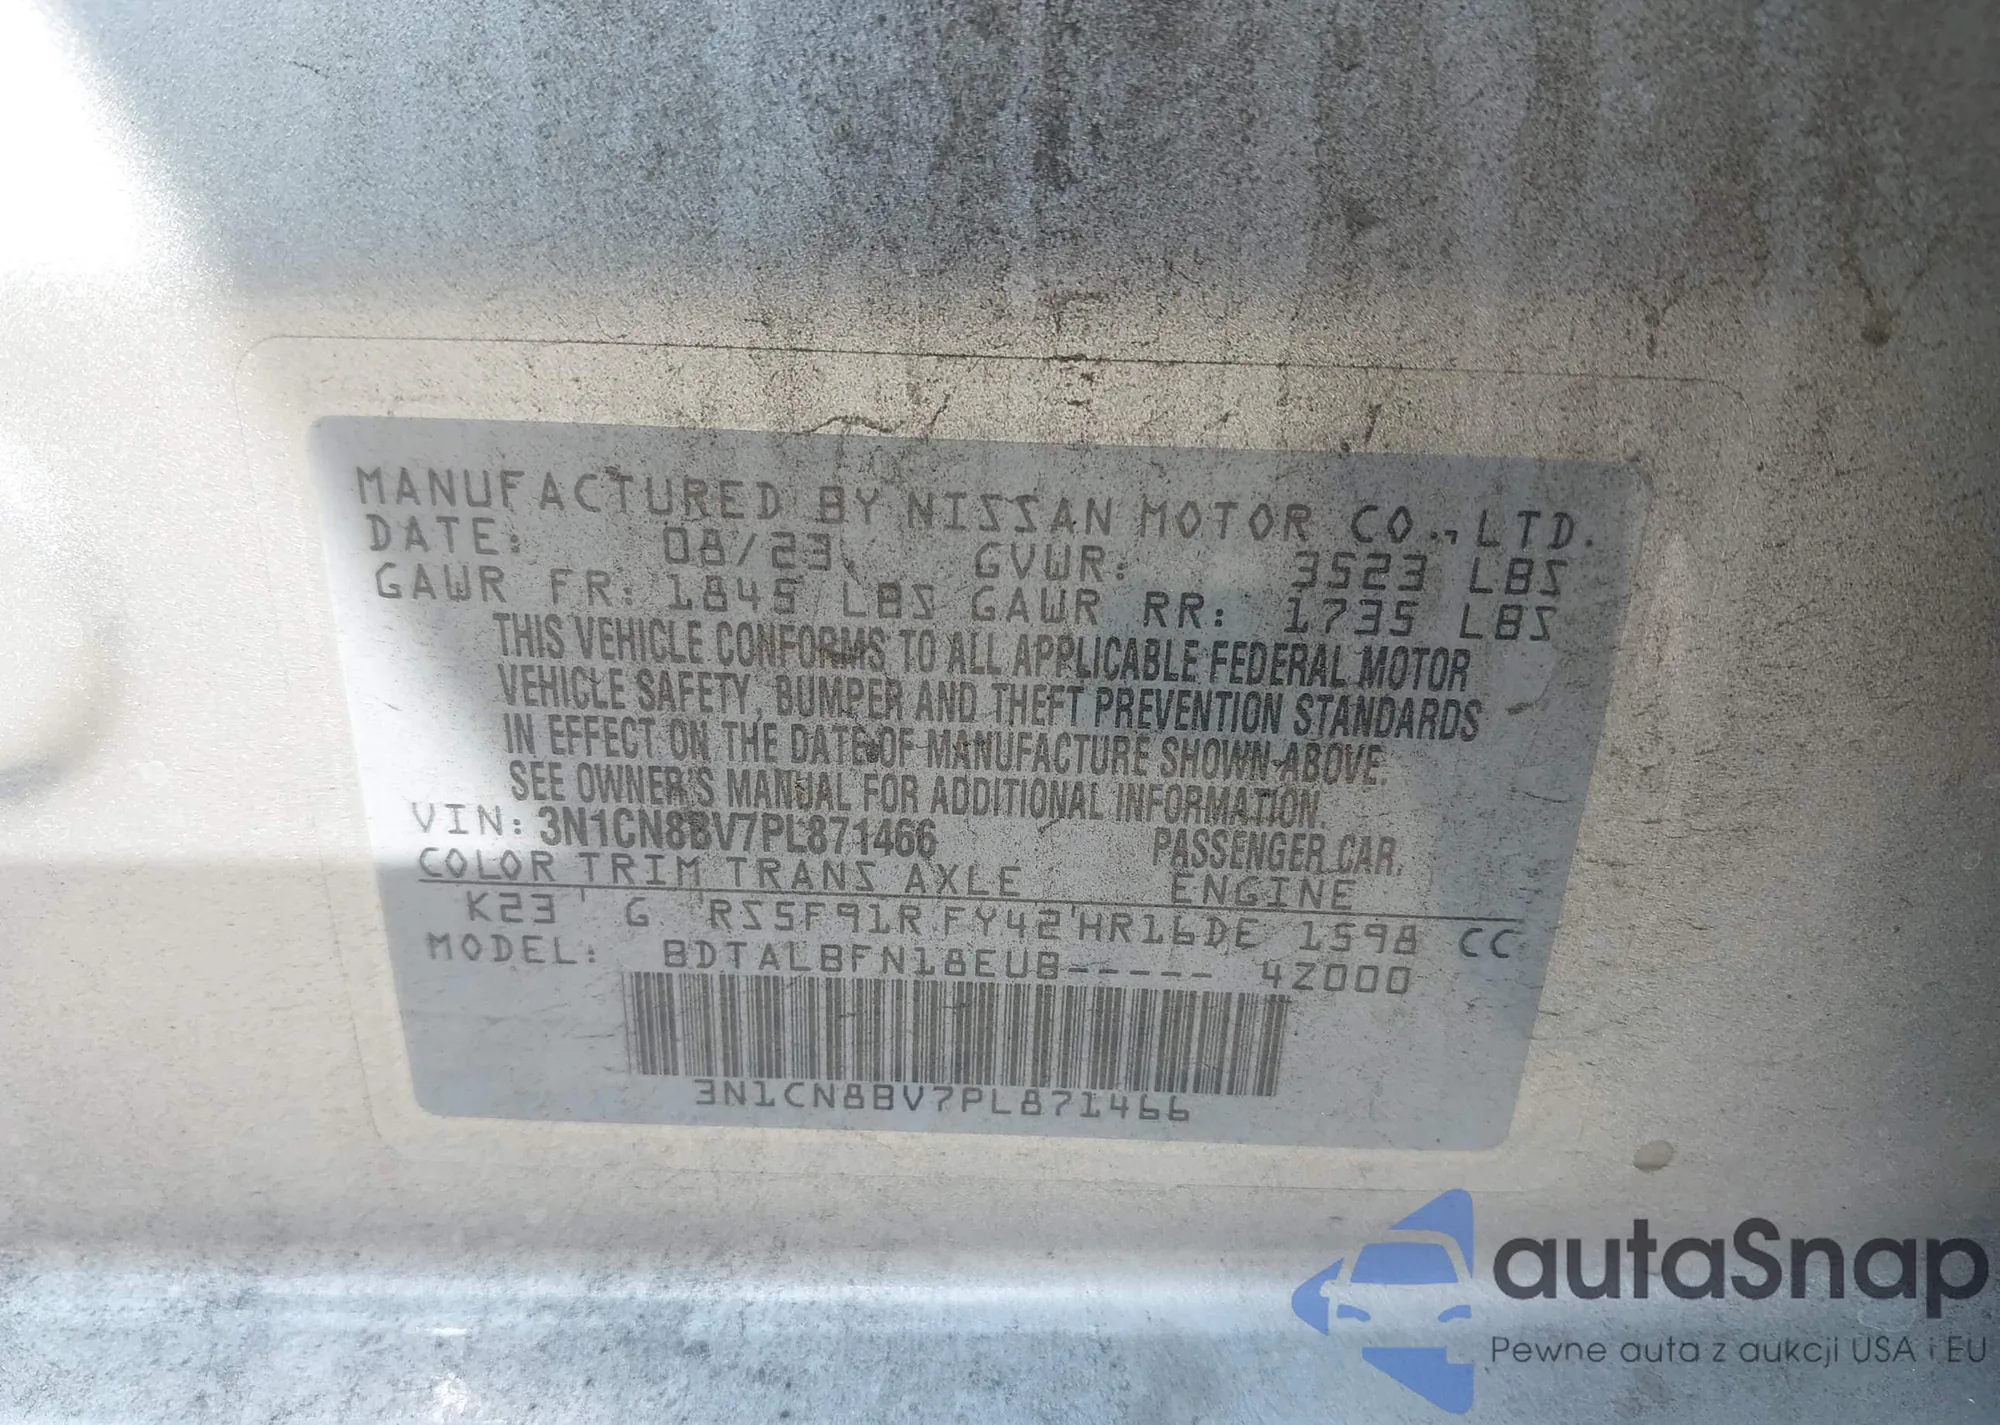 MANUFACTURED BY NISSAN MOTOR CO., LTD.
DATE: 08/23 GVWR: 3523 LBS
GAWR FR: 1845 LBS GAWR RR: 1735 LBS
THIS VEHICLE CONFORMS TO ALL APPLICABLE FEDERAL MOTOR
VEHICLE SAFETY, BUMPER AND THEFT PREVENTION STANDARDS
IN EFFECT ON THE DATE OF MANUFACTURE SHOWN ABOVE.
SEE OWNER'S MANUAL FOR ADDITIONAL INFORMATION.
VIN: 3N1CN8BV7PL871466 PASSENGER CAR.
COLOR TRIM TRANS AXLE ENGINE
K23 G RS5F91R FY42 HR16DE 1598 CC
MODEL: BDTALBFN18EUB----- 4Z000
3N1CN8BV7PL871466
autaSnap
Pewne auta z aukcji USA i EU